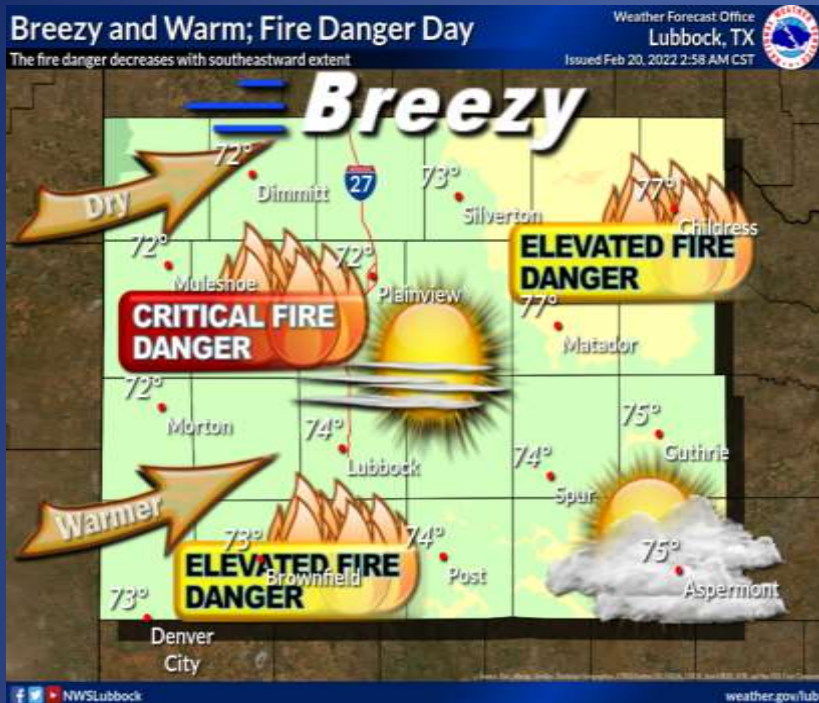 Breezy and Warm; Fire Danger Day
The fire danger decreases with southeastward extent
Weather Forecast Office
Lubbock, TX
Issued Feb 20, 2022 2:58 AM CST
Breezy
72°
Dimmitt
27
73°
Silverton
77°
Childress
Dry
ELEVATED FIRE
DANGER
72°
Muleshoe
72°
Plainview
CRITICAL FIRE
DANGER
77°
Matador
72°
Morton
74°
Lubbock
75°
Guthrie
74°
Spur
Warmer
73°
Brownfield
ELEVATED FIRE
DANGER
74°
Post
75°
Aspermont
73°
Denver
City
NWSLubbock
weather.gov/lub